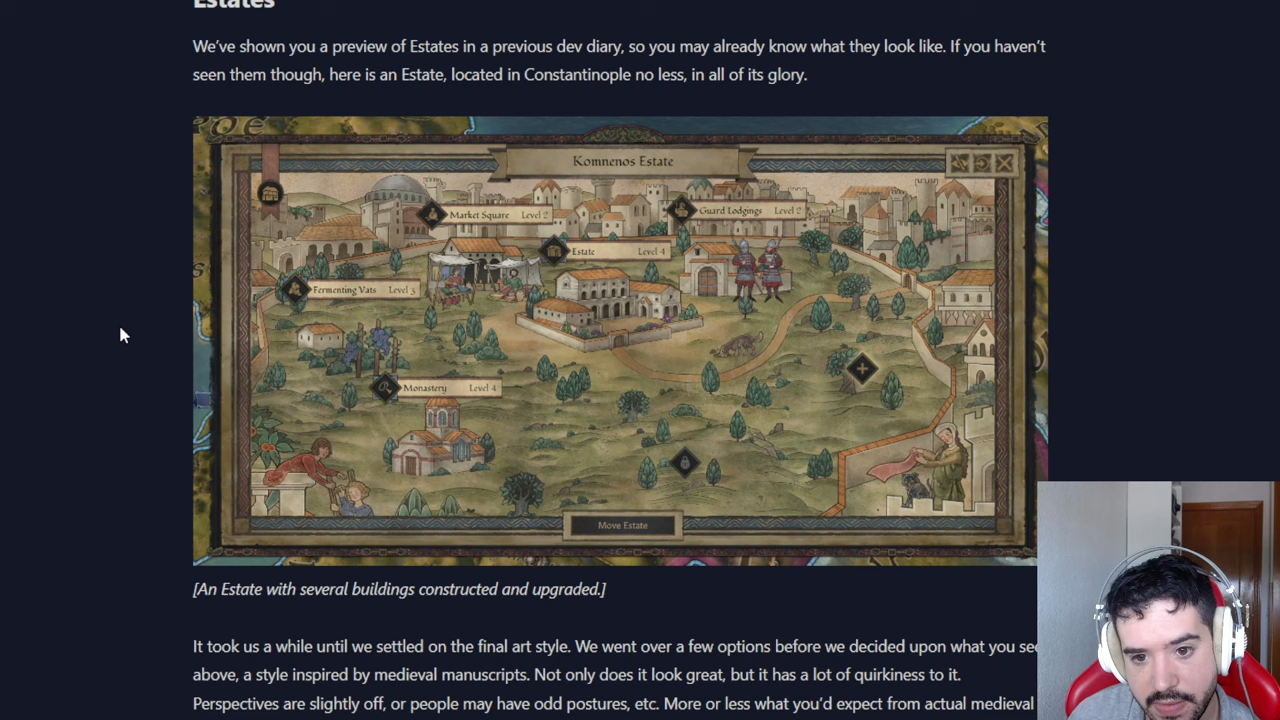 Estates
We've shown you a preview of Estates in a previous dev diary, so you may already know what they look like. If you haven't
seen them though, here is an Estate, located in Constantinople no less, in all of its glory.
Komnenos Estate
Market Square Level 2
Guard Lodgings Level 2
Estate Level 4
Fermenting Vats Level 3
Monastery Level 4
Move Estate
[An Estate with several buildings constructed and upgraded.]
It took us a while until we settled on the final art style. We went over a few options before we decided upon what you see
above, a style inspired by medieval manuscripts. Not only does it look great, but it has a lot of quirkiness to it.
Perspectives are slightly off, or people may have odd postures, etc. More or less what you'd expect from actual medieval